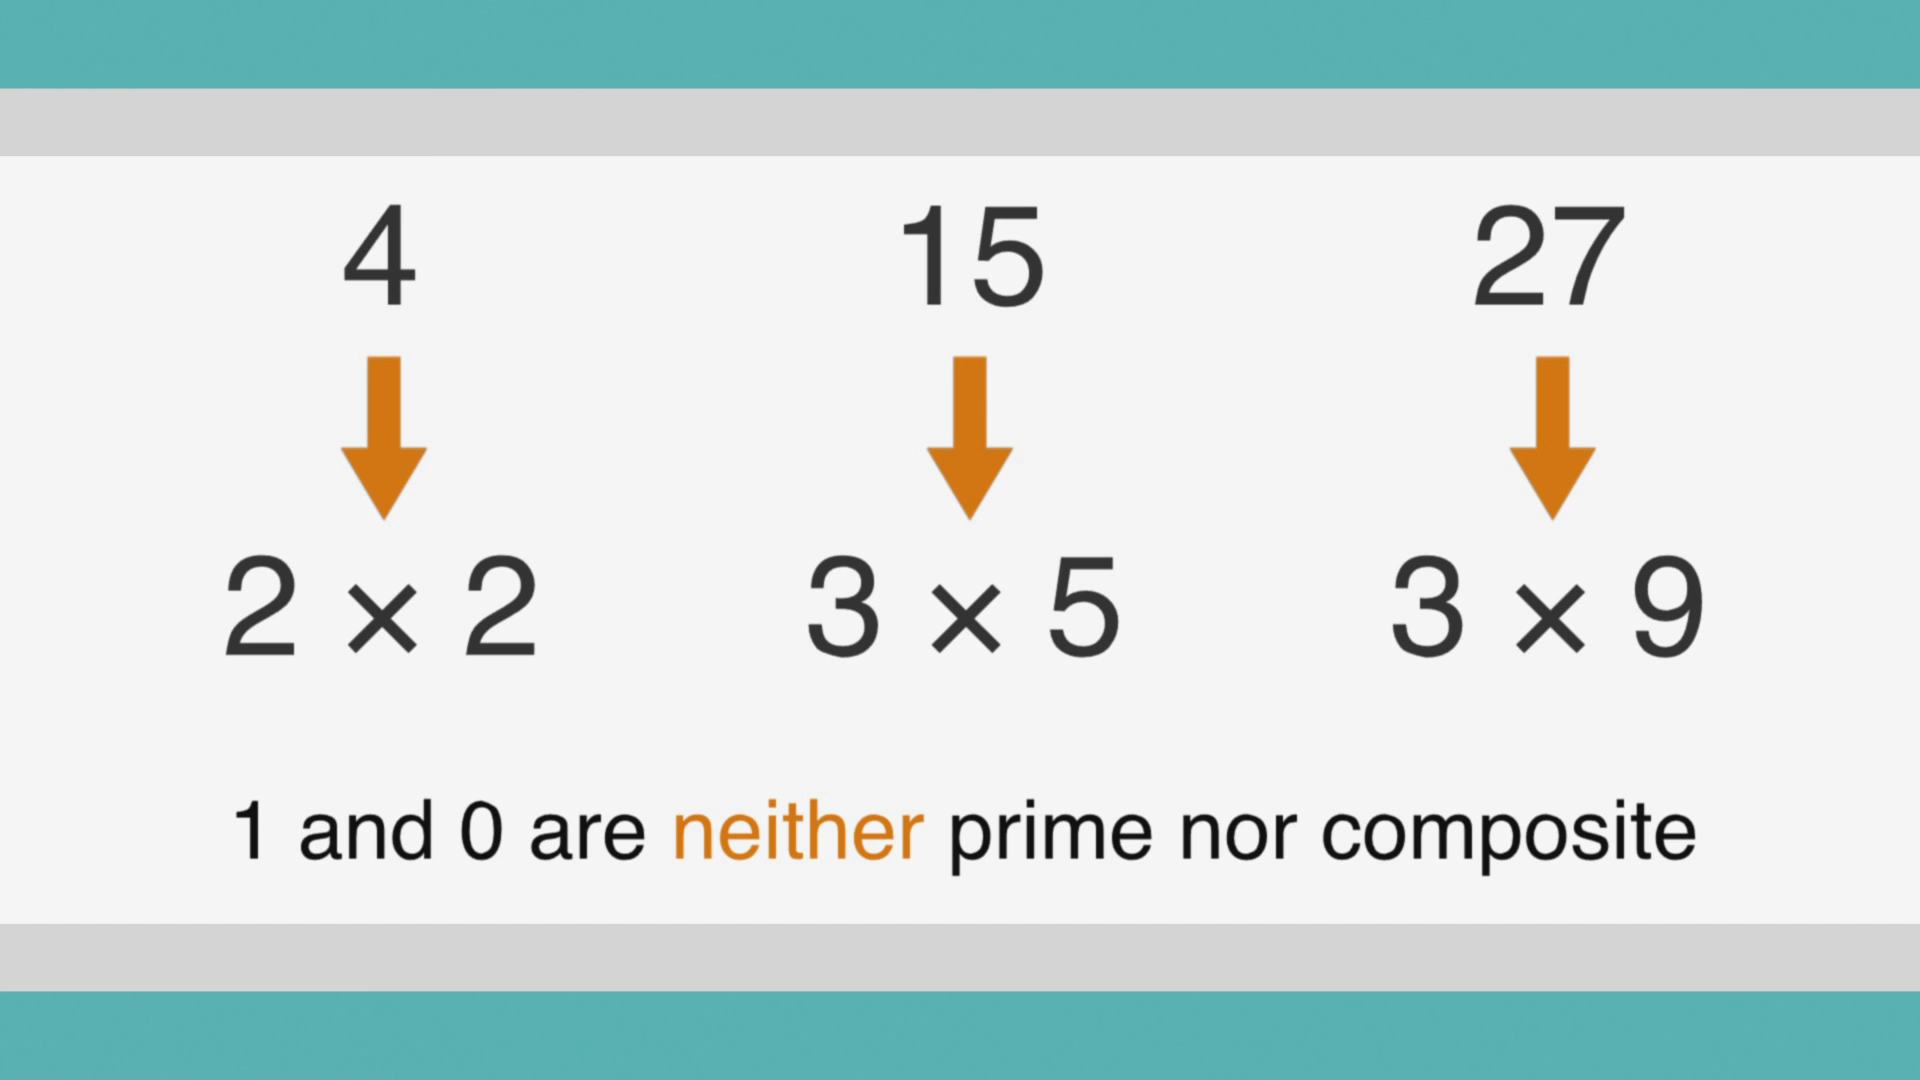 4 15 27
2 × 2 3 × 5 3 × 9
1 and 0 are neither prime nor composite